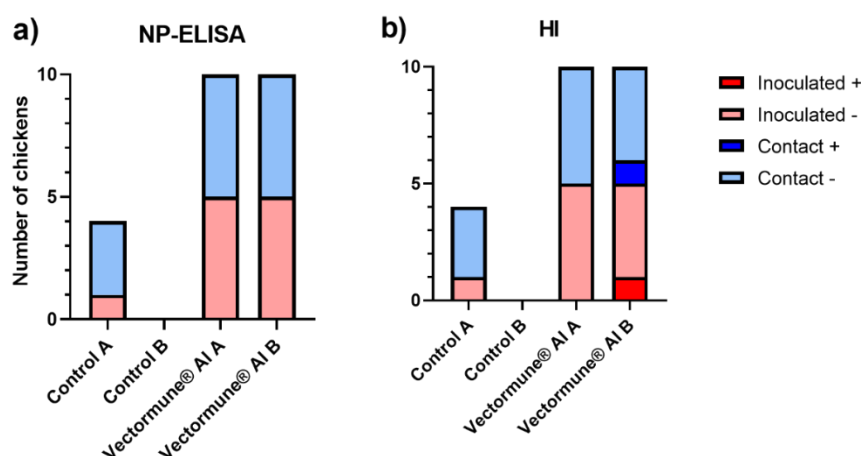 a)
NP-ELISA
Number of chickens
10
5
0
Control A
Control B
Vectormune® AI A
Vectormune® AI B
b)
HI
10
5
0
Control A
Control B
Vectormune® AI A
Vectormune® AI B
Inoculated +
Inoculated -
Contact +
Contact -